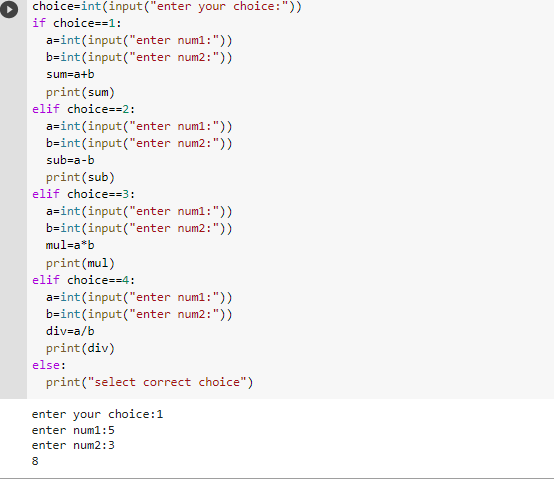 choice=int(input("enter your choice:"))
if choice==1:
  a=int(input("enter num1:"))
  b=int(input("enter num2:"))
  sum=a+b
  print(sum)
elif choice==2:
  a=int(input("enter num1:"))
  b=int(input("enter num2:"))
  sub=a-b
  print(sub)
elif choice==3:
  a=int(input("enter num1:"))
  b=int(input("enter num2:"))
  mul=a*b
  print(mul)
elif choice==4:
  a=int(input("enter num1:"))
  b=int(input("enter num2:"))
  div=a/b
  print(div)
else:
  print("select correct choice")
enter your choice:1
enter num1:5
enter num2:3
8